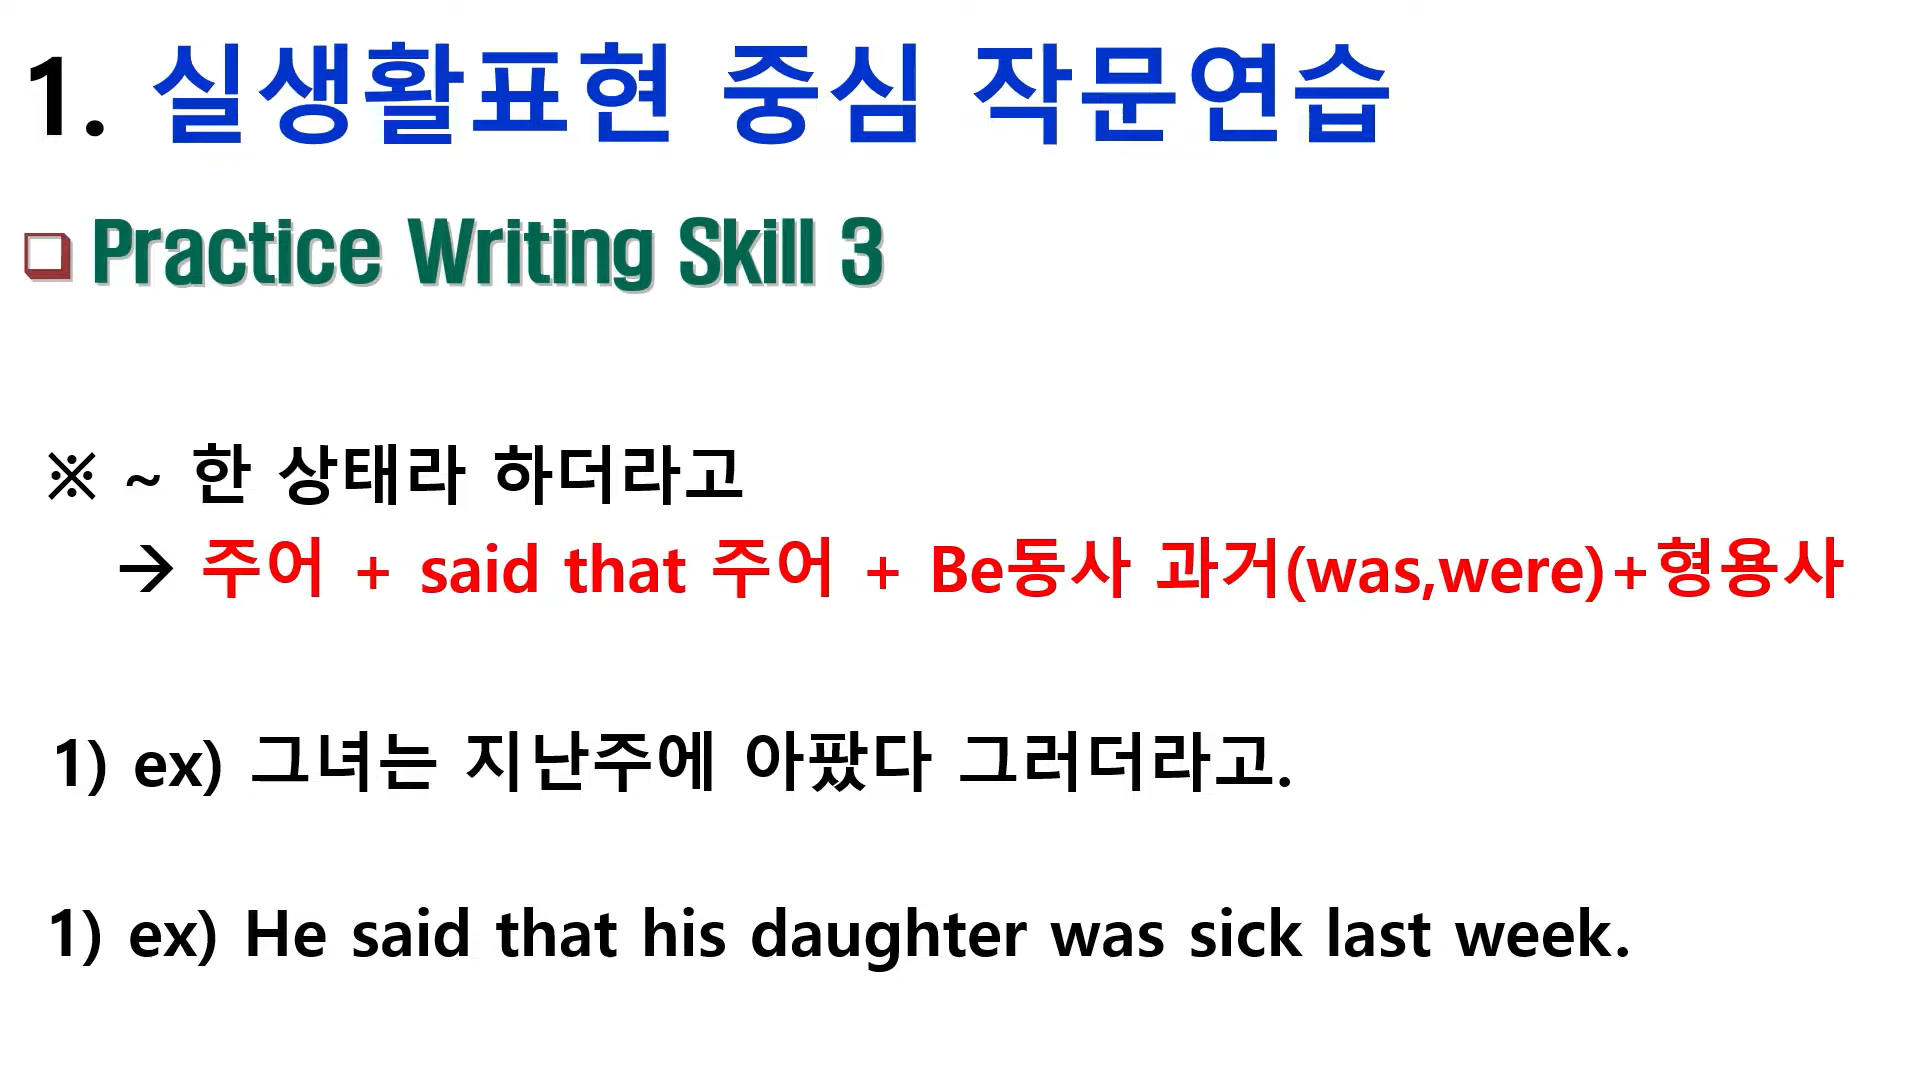 1. 실생활표현 중심 작문연습
❑ Practice Writing Skill 3
※ ~ 한 상태라 하더라고
→ 주어 + said that 주어 + Be동사 과거(was,were)+형용사
1) ex) 그녀는 지난주에 아팠다 그러더라고.
1) ex) He said that his daughter was sick last week.